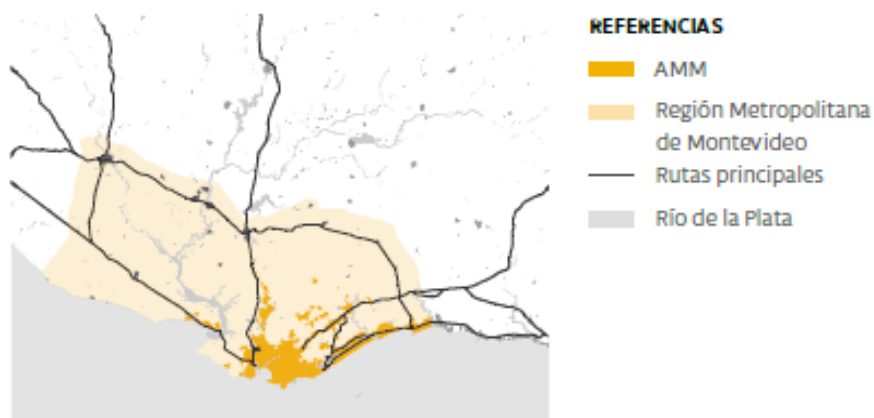 REFERENCIAS
AMM
Región Metropolitana
de Montevideo
Rutas principales
Río de la Plata